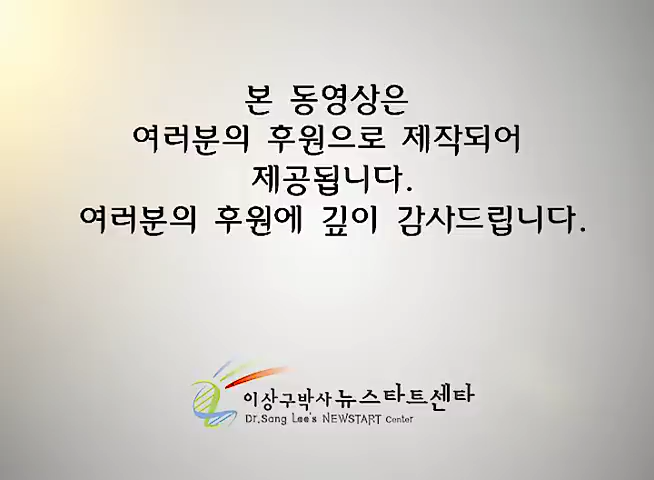 본 동영상은
여러분의 후원으로 제작되어
제공됩니다.
여러분의 후원에 깊이 감사드립니다.
이상구박사뉴스타트센타
Dr.Sang Lee's NEWSTART Center